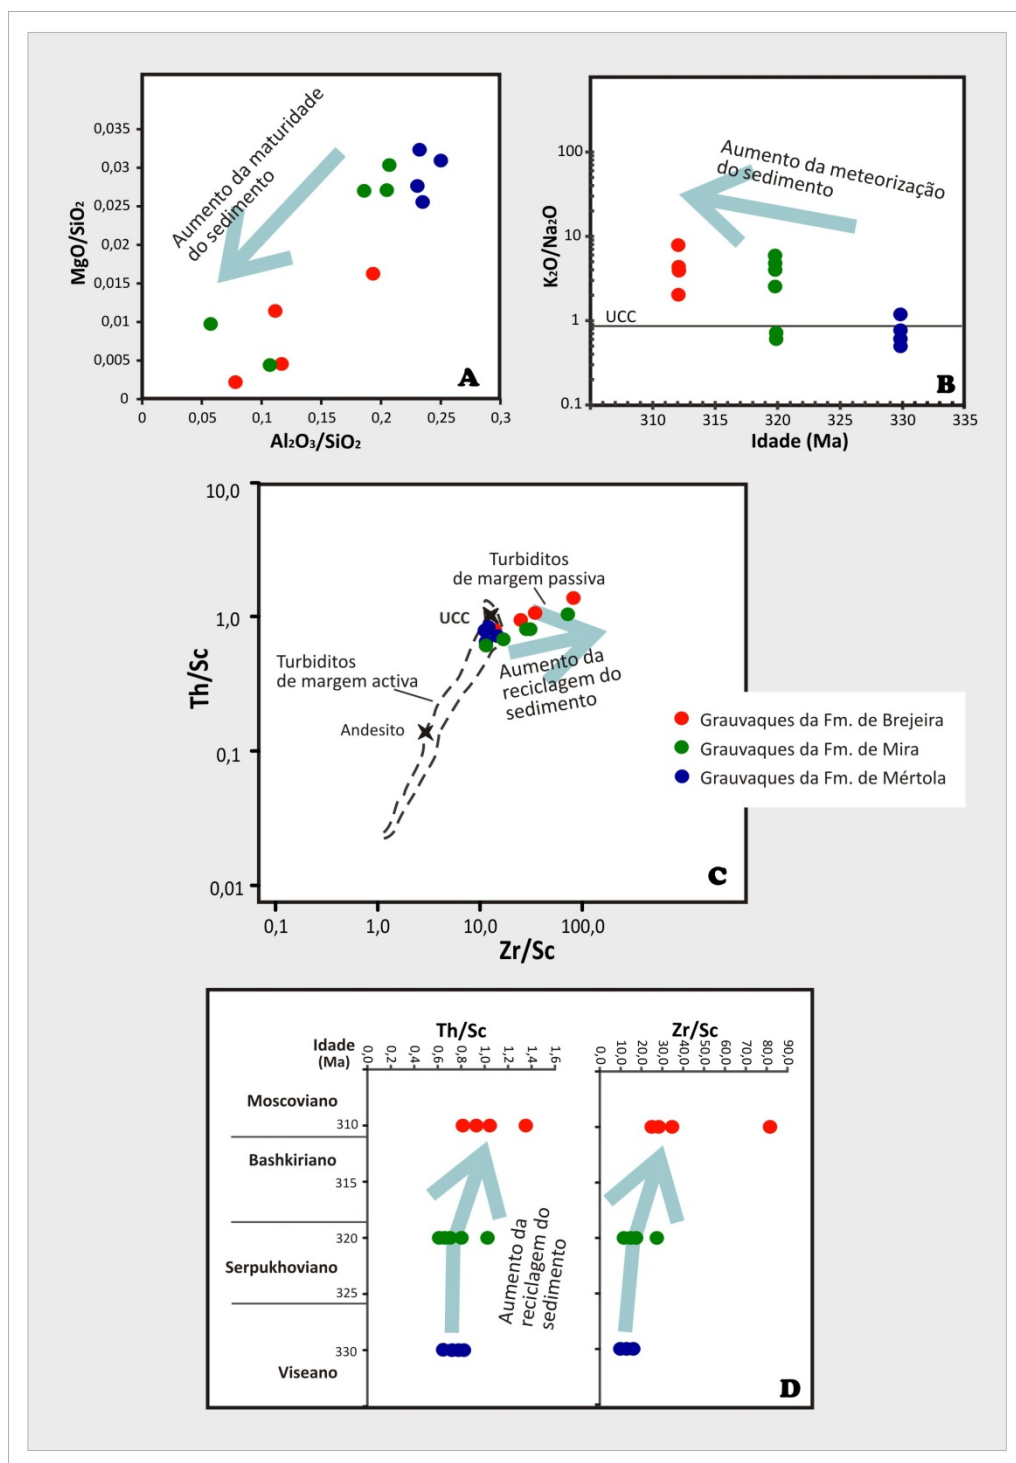 Aumento da maturidade
do sedimento
MgO/SiO₂
0,035
0,03
0,025
0,02
0,015
0,01
0,005
0
0
0,05
0,1
0,15
0,2
0,25
0,3
Al₂O₃/SiO₂
A
Aumento da meteorização
do sedimento
K₂O/Na₂O
100
10
1
0.1
UCC
310
315
320
325
330
335
Idade (Ma)
B
Th/Sc
10,0
1,0
0,1
0,01
Turbiditos
de margem passiva
UCC
Turbiditos
de margem activa
Andesito
Aumento da
reciclagem do
sedimento
0,1
1,0
10,0
100,0
Zr/Sc
C
Grauvaques da Fm. de Brejeira
Grauvaques da Fm. de Mira
Grauvaques da Fm. de Mértola
Th/Sc
Zr/Sc
Idade
(Ma)
0,0
0,2
0,4
0,6
0,8
1,0
1,2
1,4
1,6
0,0
10,0
20,0
30,0
40,0
50,0
60,0
70,0
80,0
90,0
Moscoviano
310
Bashkiriano
315
320
Serpukhoviano
325
330
Viseano
Aumento da
reciclagem do
sedimento
D